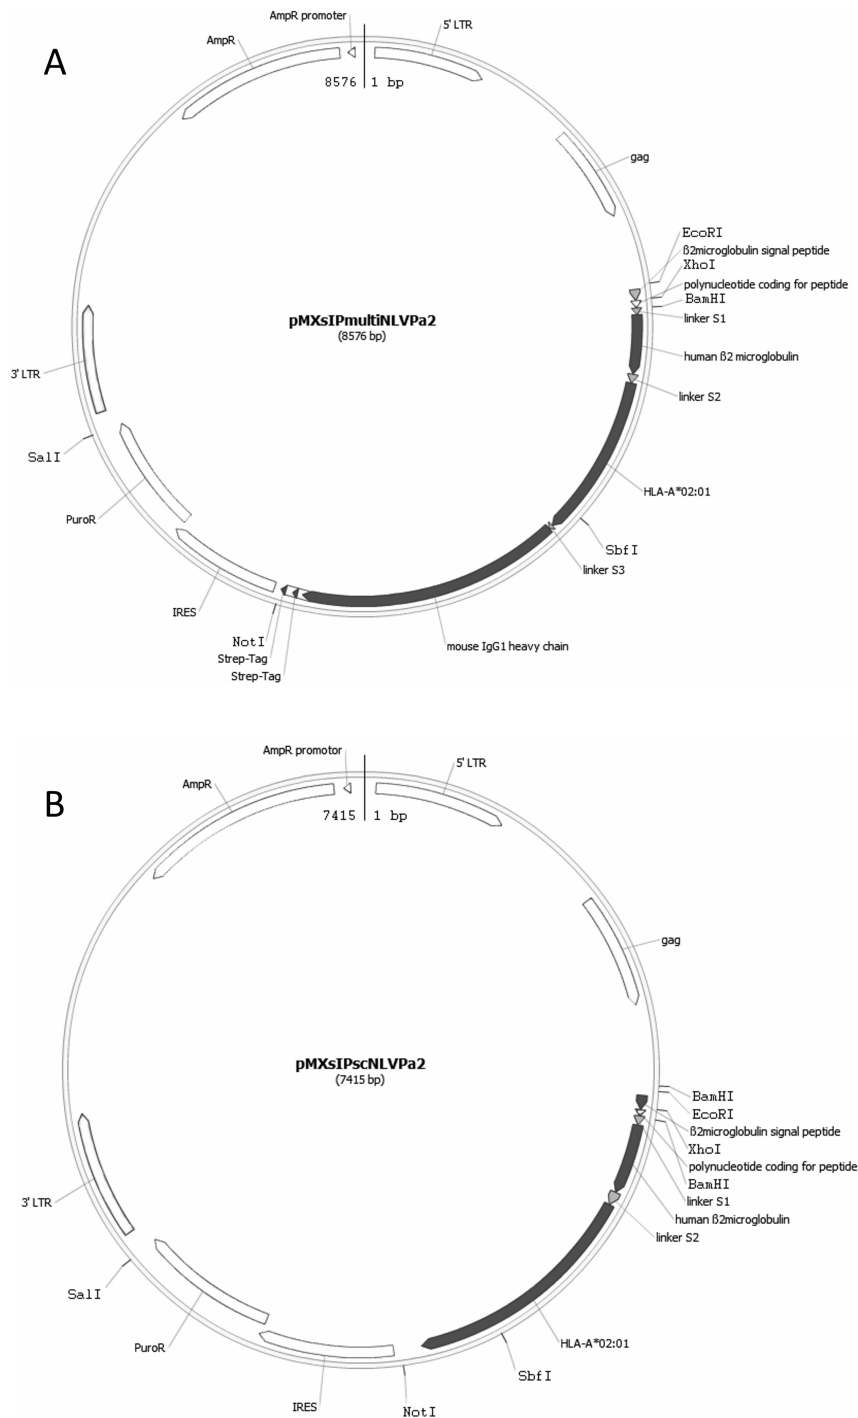 A
AmpR promoter
5' LTR
AmpR
8576
1 bp
gag
EcoRI
ß2microglobulin signal peptide
XhoI
polynucleotide coding for peptide
BamHI
linker S1
pMXsIPmultiNLVPa2
(8576 bp)
human ß2 microglobulin
3' LTR
linker S2
SalI
HLA-A*02:01
PuroR
SbfI
linker S3
IRES
NotI
mouse IgG1 heavy chain
Strep-Tag
Strep-Tag
B
AmpR promotor
5' LTR
AmpR
7415
1 bp
gag
pMXsIPscNLVPa2
(7415 bp)
BamHI
EcoRI
ß2microglobulin signal peptide
XhoI
polynucleotide coding for peptide
BamHI
linker S1
3' LTR
human ß2microglobulin
linker S2
SalI
PuroR
HLA-A*02:01
SbfI
IRES
NotI